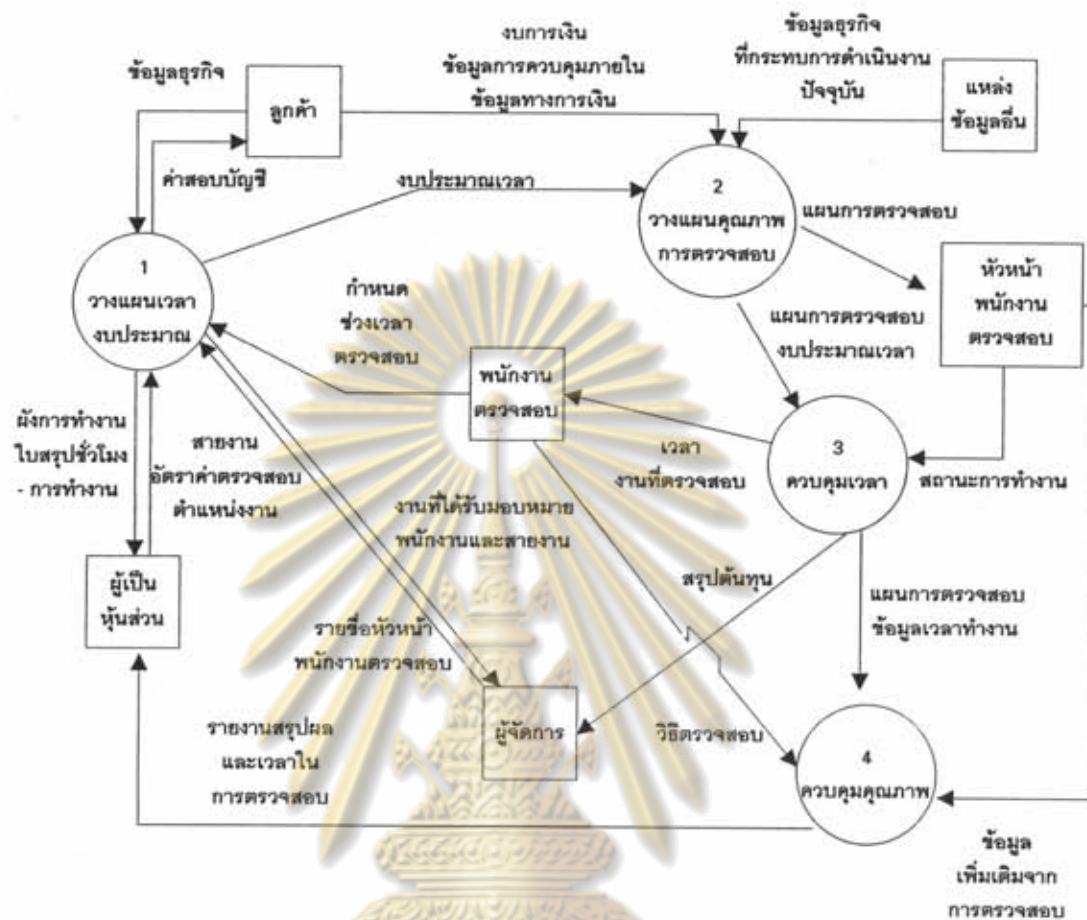 ข้อมูลธุรกิจ
ลูกค้า
งบการเงิน
ข้อมูลการควบคุมภายใน
ข้อมูลทางการเงิน
ข้อมูลธุรกิจ
ที่กระทบการดำเนินงาน
ปัจจุบัน
แหล่ง
ข้อมูลอื่น
ค่าสอบบัญชี
งบประมาณเวลา
2
วางแผนคุณภาพ
การตรวจสอบ
แผนการตรวจสอบ
1
วางแผนเวลา
งบประมาณ
กำหนด
ช่วงเวลา
ตรวจสอบ
หัวหน้า
พนักงาน
ตรวจสอบ
แผนการตรวจสอบ
งบประมาณเวลา
พนักงาน
ตรวจสอบ
ผังการทำงาน
ใบสรุปชั่วโมง
- การทำงาน
สายงาน
อัตราค่าตรวจสอบ
ตำแหน่งงาน
เวลา
งานที่ตรวจสอบ
3
ควบคุมเวลา
สถานะการทำงาน
งานที่ได้รับมอบหมาย
พนักงานและสายงาน
ผู้เป็น
หุ้นส่วน
สรุปต้นทุน
แผนการตรวจสอบ
ข้อมูลเวลาทำงาน
รายชื่อหัวหน้า
พนักงานตรวจสอบ
ผู้จัดการ
รายงานสรุปผล
และเวลาใน
การตรวจสอบ
วิธีตรวจสอบ
4
ควบคุมคุณภาพ
ข้อมูล
เพิ่มเติมจาก
การตรวจสอบ